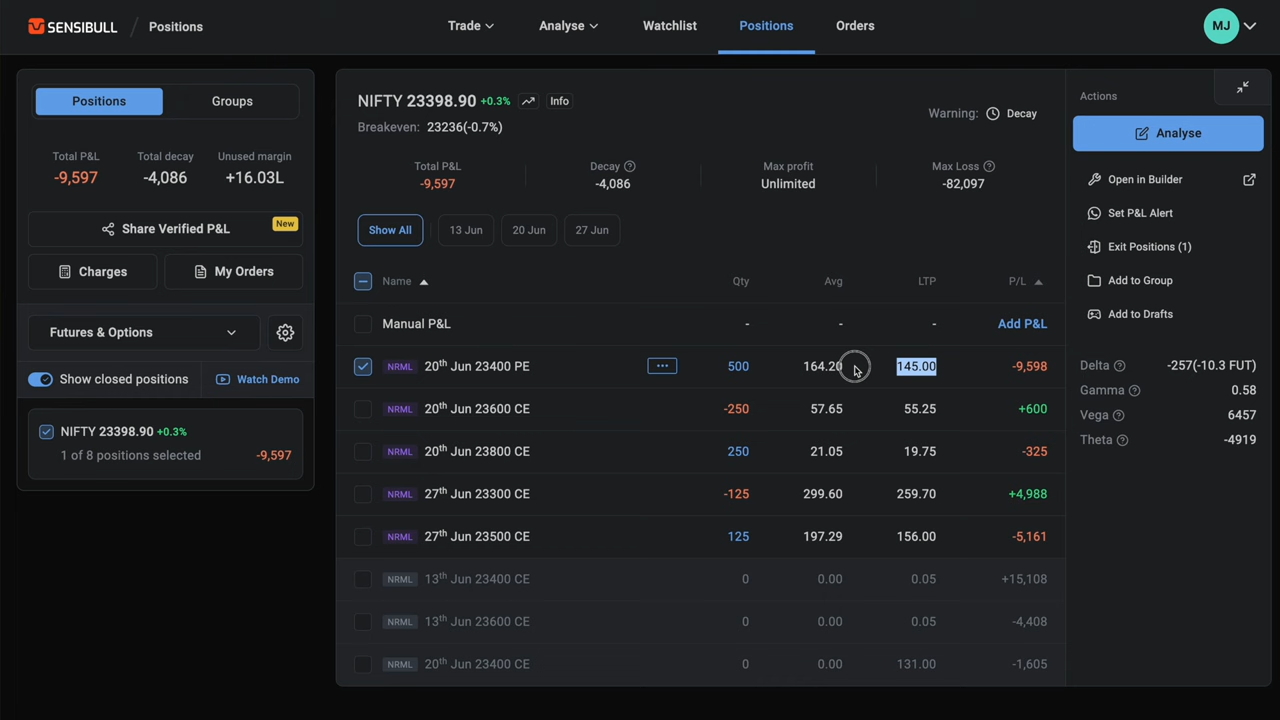 SENSIBULL / Positions
Trade
Analyse
Watchlist
Positions
Orders
MJ
Positions
Groups
Total P&L
Total decay
Unused margin
-9,597
-4,086
+16.03L
Share Verified P&L
New
Charges
My Orders
Futures & Options
Show closed positions
Watch Demo
NIFTY 23398.90 +0.3%
1 of 8 positions selected -9,597
NIFTY 23398.90 +0.3% Info
Breakeven: 23236(-0.7%)
Warning: Decay
Total P&L
-9,597
Decay ?
-4,086
Max profit
Unlimited
Max Loss ?
-82,097
Show All
13 Jun
20 Jun
27 Jun
Name Qty Avg LTP P/L
Manual P&L - - - Add P&L
NRML 20th Jun 23400 PE ... 500 164.20 145.00 -9,598
NRML 20th Jun 23600 CE -250 57.65 55.25 +600
NRML 20th Jun 23800 CE 250 21.05 19.75 -325
NRML 27th Jun 23300 CE -125 299.60 259.70 +4,988
NRML 27th Jun 23500 CE 125 197.29 156.00 -5,161
NRML 13th Jun 23400 CE 0 0.00 0.05 +15,108
NRML 13th Jun 23600 CE 0 0.00 0.05 -4,408
NRML 20th Jun 23400 CE 0 0.00 131.00 -1,605
Actions
Analyse
Open in Builder
Set P&L Alert
Exit Positions (1)
Add to Group
Add to Drafts
Delta ? -257(-10.3 FUT)
Gamma ? 0.58
Vega ? 6457
Theta ? -4919